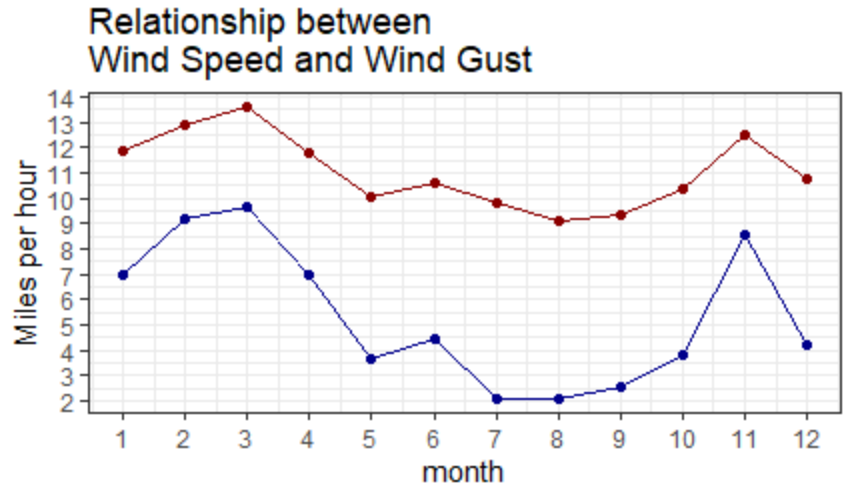 Relationship between
Wind Speed and Wind Gust
Miles per hour
14
13
12
11
10
9
8
7
6
5
4
3
2
1 2 3 4 5 6 7 8 9 10 11 12
month